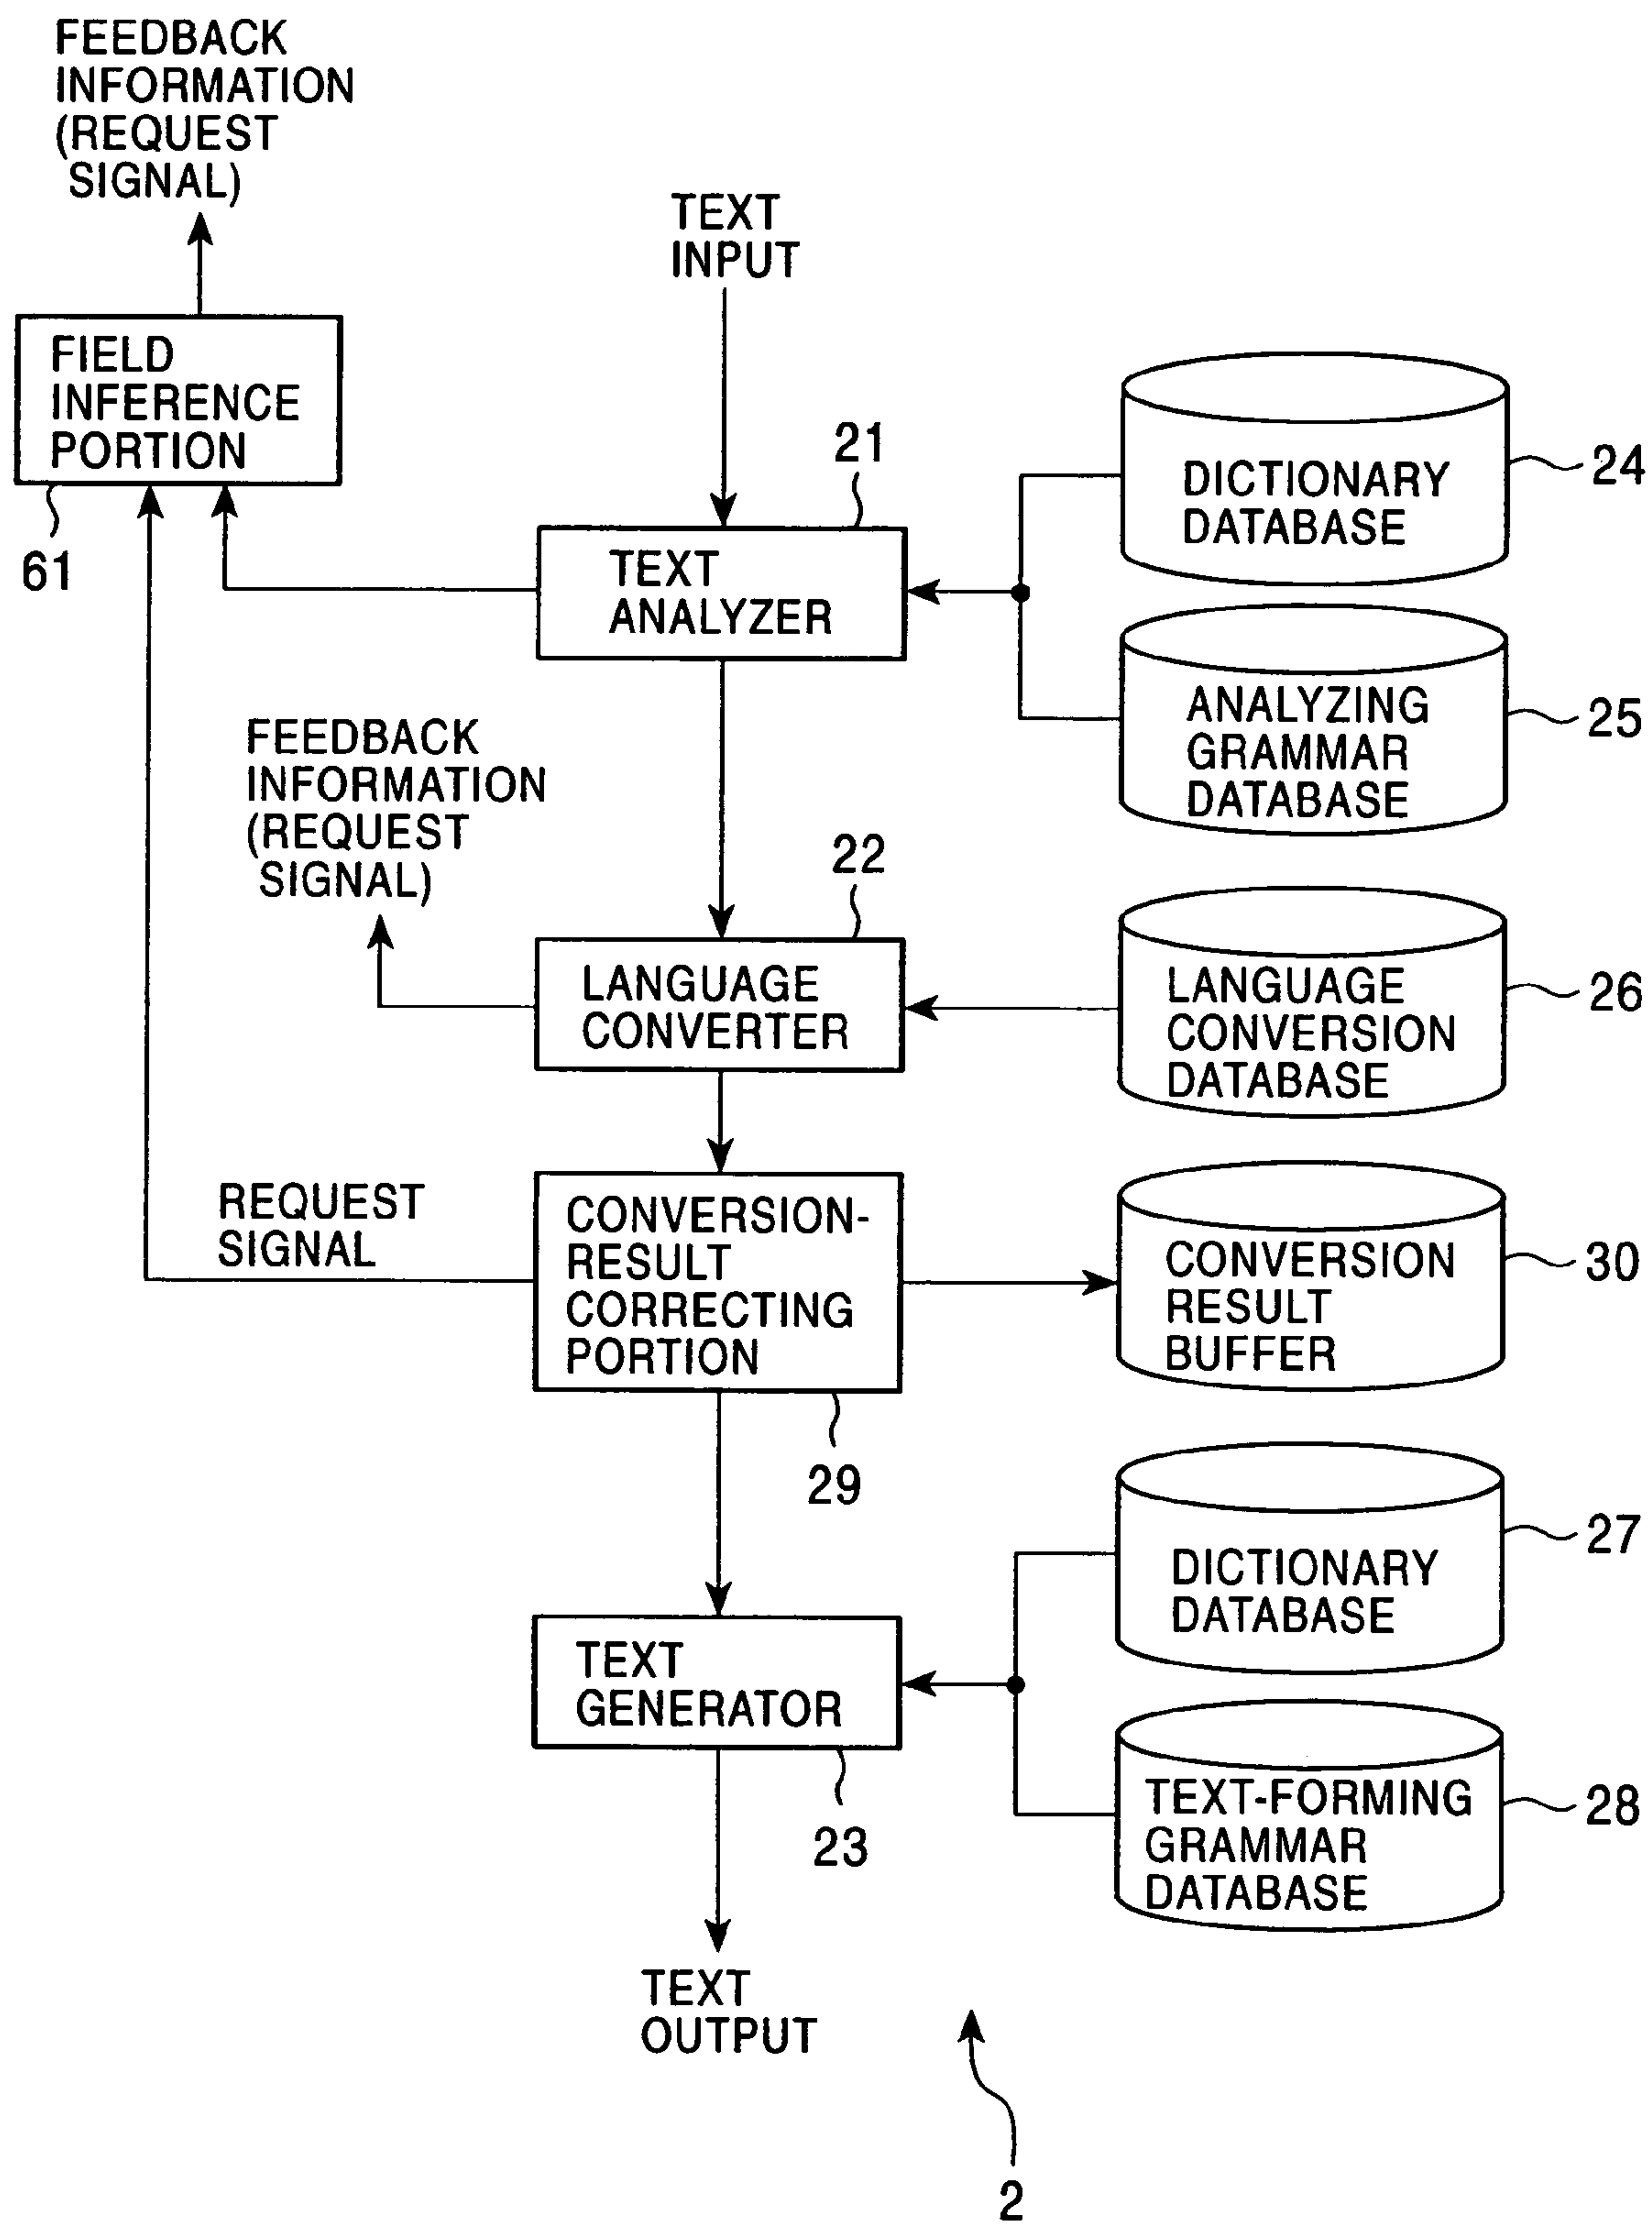 FEEDBACK
INFORMATION
(REQUEST
SIGNAL)
TEXT
INPUT
FIELD
INFERENCE
PORTION
61
21
TEXT
ANALYZER
DICTIONARY
DATABASE
24
ANALYZING
GRAMMAR
DATABASE
25
FEEDBACK
INFORMATION
(REQUEST
SIGNAL)
22
LANGUAGE
CONVERTER
LANGUAGE
CONVERSION
DATABASE
26
REQUEST
SIGNAL
CONVERSION-
RESULT
CORRECTING
PORTION
29
CONVERSION
RESULT
BUFFER
30
DICTIONARY
DATABASE
27
TEXT
GENERATOR
23
TEXT-FORMING
GRAMMAR
DATABASE
28
TEXT
OUTPUT
2